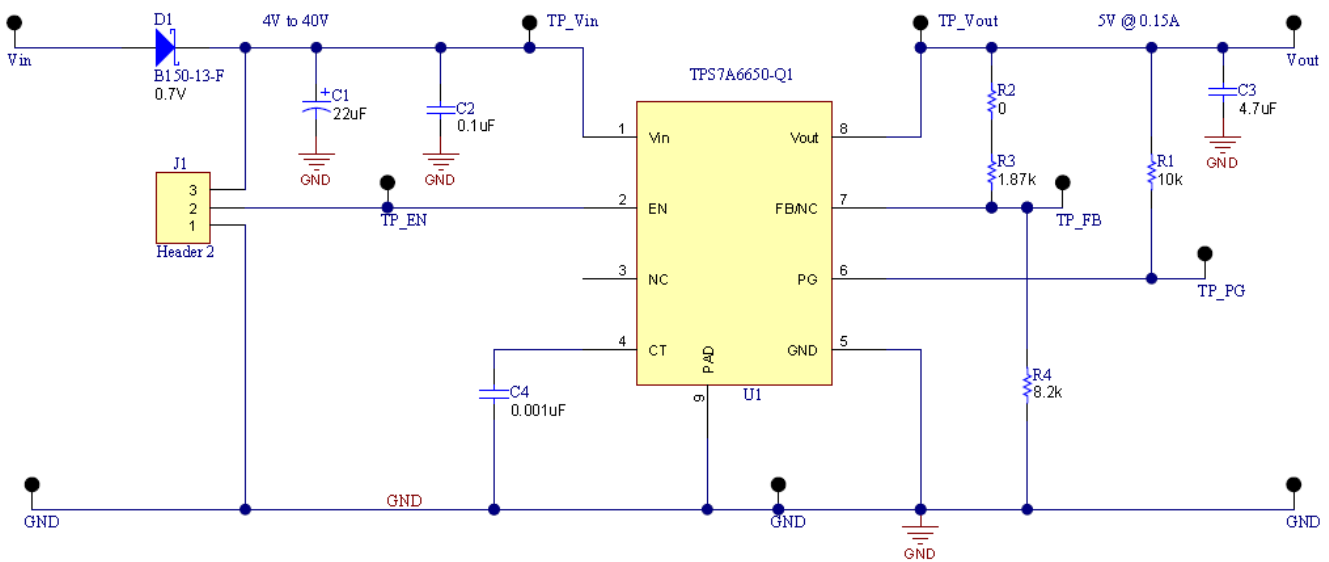 D1
4V to 40V
TP_Vin
TP_Vout
5V @ 0.15A
Vin
B150-13-F
0.7V
TPS7A6650-Q1
Vout
+
C1
22uF
C2
0.1uF
R2
0
C3
4.7uF
1
Vin
Vout
8
GND
GND
GND
J1
3
2
1
Header 2
R3
1.87k
R1
10k
TP_EN
2
EN
FB/NC
7
TP_FB
3
NC
PG
6
TP_PG
4
CT
PAD
GND
5
9
U1
C4
0.001uF
R4
8.2k
GND
GND
GND
GND
GND